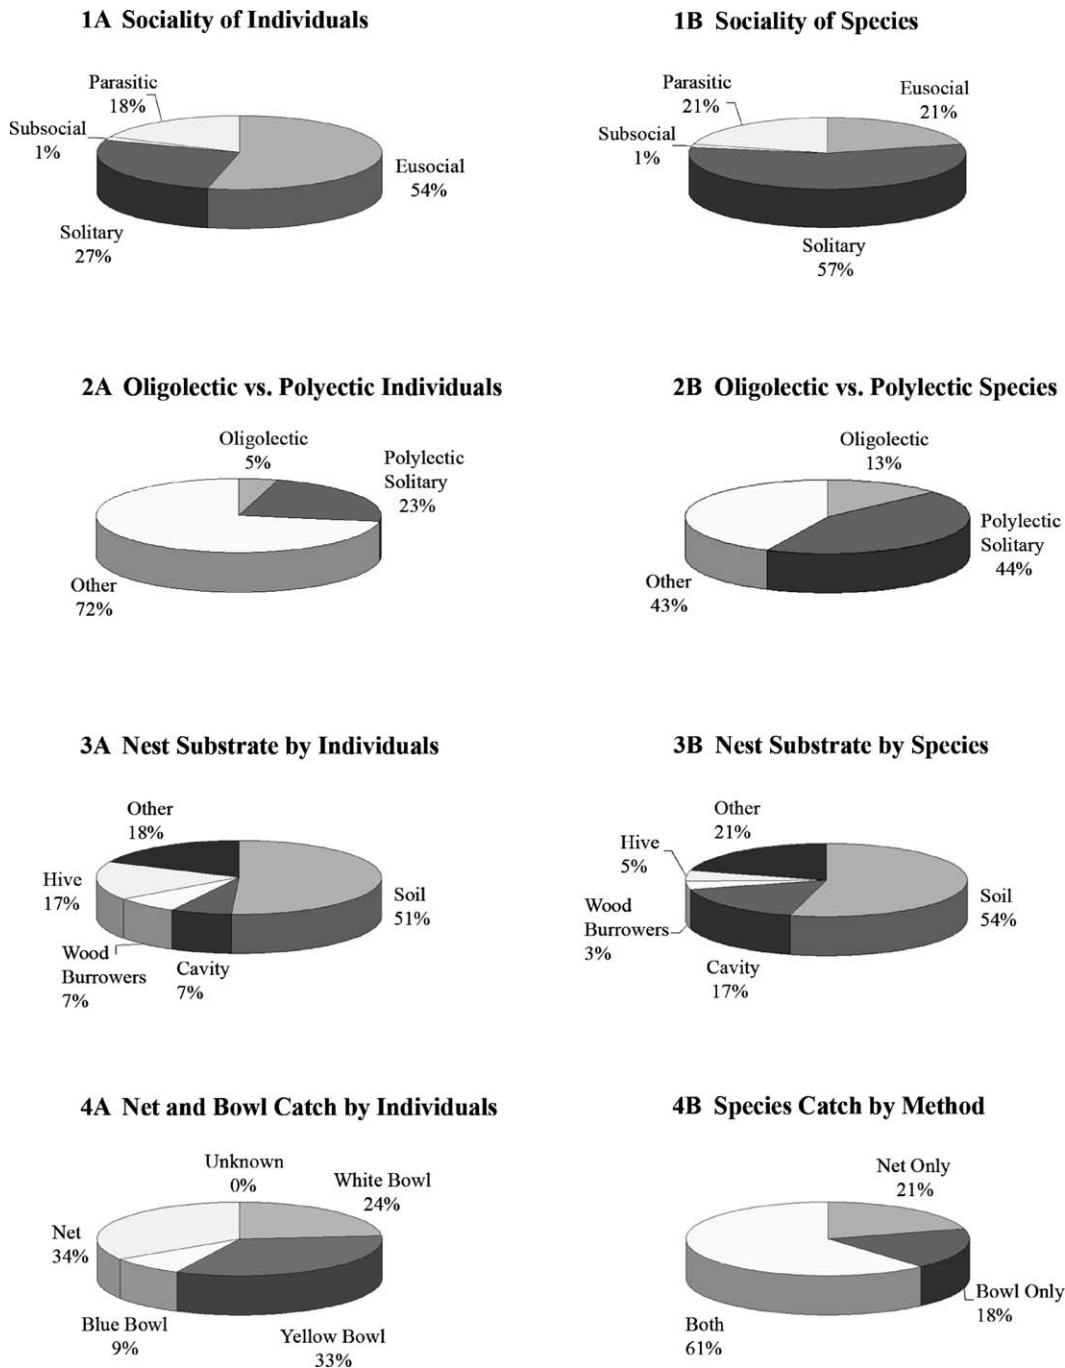 1A Sociality of Individuals
Parasitic
18%
Subsocial
1%
Eusocial
54%
Solitary
27%
1B Sociality of Species
Parasitic
21%
Eusocial
21%
Subsocial
1%
Solitary
57%
2A Oligolectic vs. Polyectic Individuals
Oligolectic
5%
Polylectic
Solitary
23%
Other
72%
2B Oligolectic vs. Polylectic Species
Oligolectic
13%
Polylectic
Solitary
44%
Other
43%
3A Nest Substrate by Individuals
Other
18%
Hive
17%
Soil
51%
Wood
Burrowers
7%
Cavity
7%
3B Nest Substrate by Species
Other
21%
Hive
5%
Soil
54%
Wood
Burrowers
3%
Cavity
17%
4A Net and Bowl Catch by Individuals
Unknown
0%
White Bowl
24%
Net
34%
Blue Bowl
9%
Yellow Bowl
33%
4B Species Catch by Method
Net Only
21%
Bowl Only
18%
Both
61%